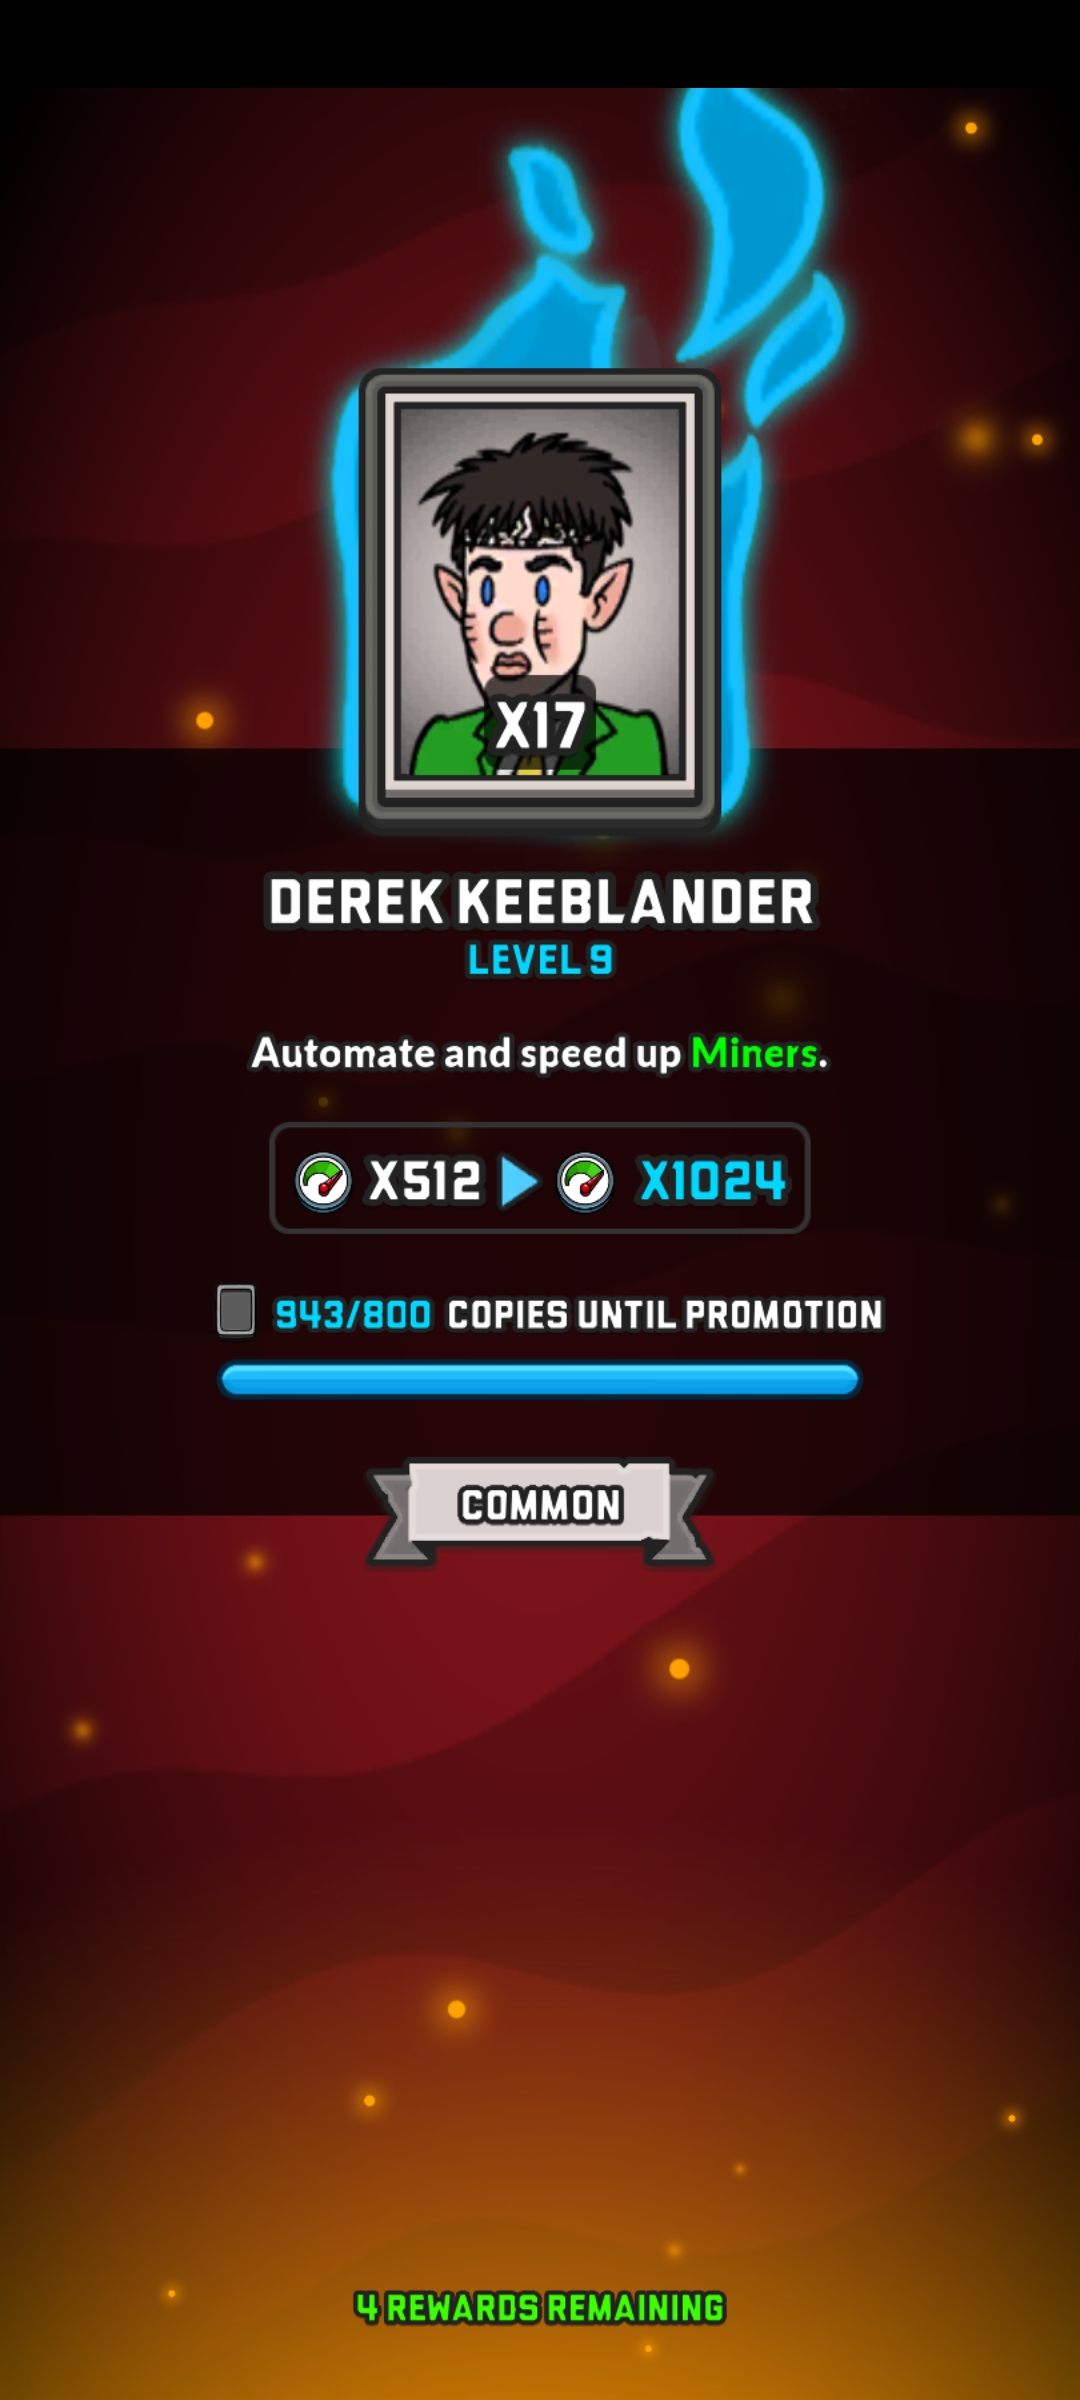 X17
DEREK KEEBLANDER
LEVEL 9
Automate and speed up Miners.
X512 X1024
943/800 COPIES UNTIL PROMOTION
COMMON
4 REWARDS REMAINING